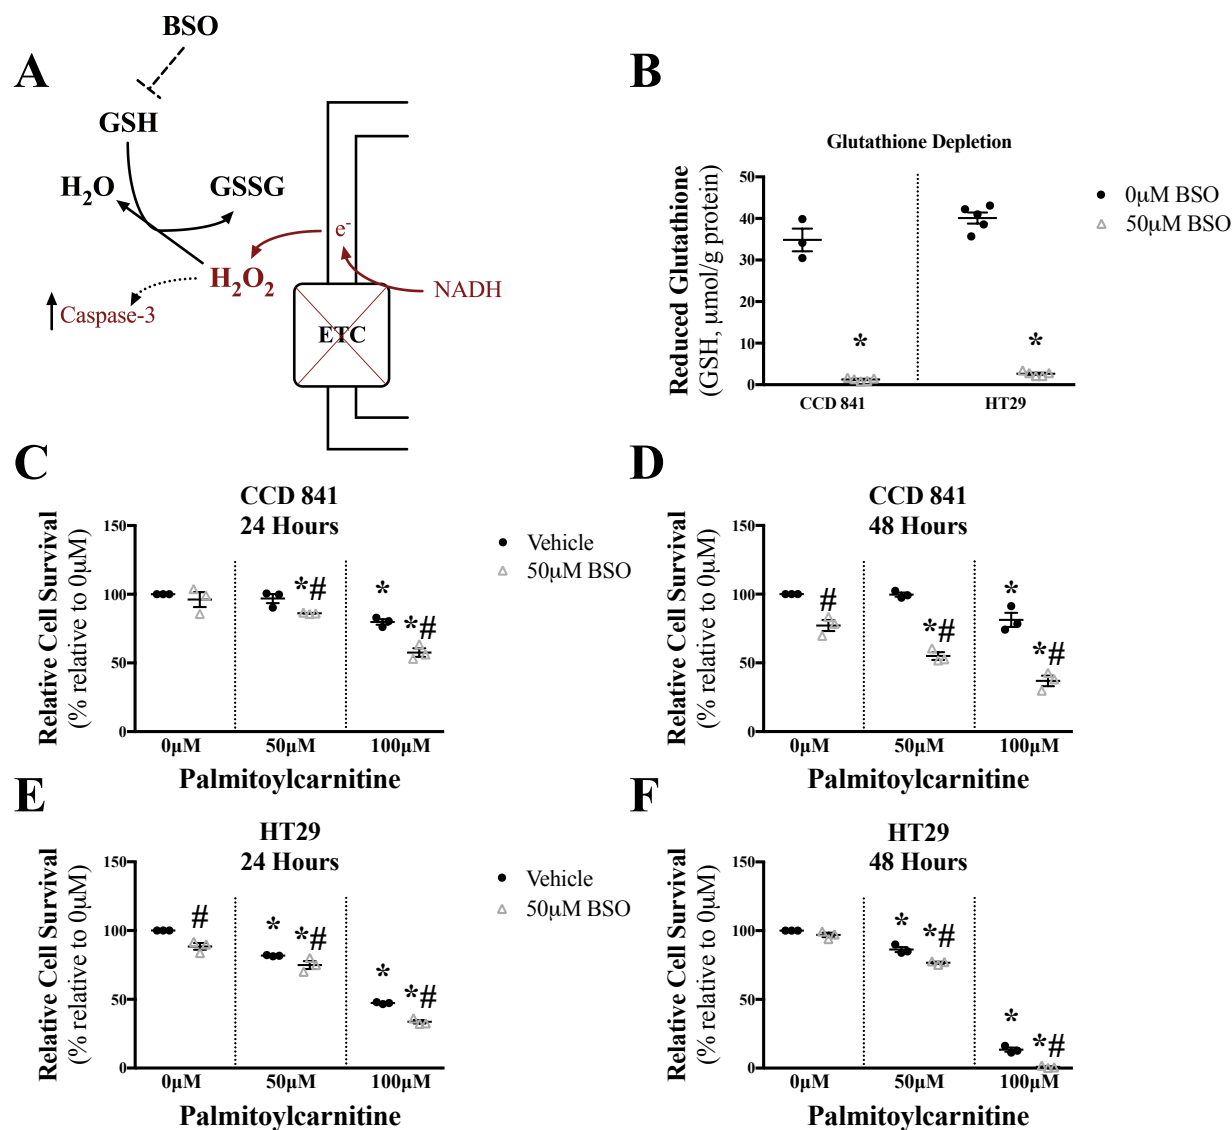 A
BSO
GSH
H2O
GSSG
e-
H2O2
NADH
Caspase-3
ETC
B
Glutathione Depletion
Reduced Glutathione
(GSH, μmol/g protein)
50
40
30
20
10
0
CCD 841
HT29
0μM BSO
50μM BSO
*
*
C
CCD 841
24 Hours
Relative Cell Survival
(% relative to 0μM)
150
100
50
0
*#
*
*#
0μM
50μM
100μM
Palmitoylcarnitine
Vehicle
50μM BSO
D
CCD 841
48 Hours
Relative Cell Survival
(% relative to 0μM)
150
100
50
0
#
*#
*
*#
0μM
50μM
100μM
Palmitoylcarnitine
E
HT29
24 Hours
Relative Cell Survival
(% relative to 0μM)
150
100
50
0
#
*
*#
*
*#
0μM
50μM
100μM
Palmitoylcarnitine
Vehicle
50μM BSO
F
HT29
48 Hours
Relative Cell Survival
(% relative to 0μM)
150
100
50
0
*
*#
*
*#
0μM
50μM
100μM
Palmitoylcarnitine